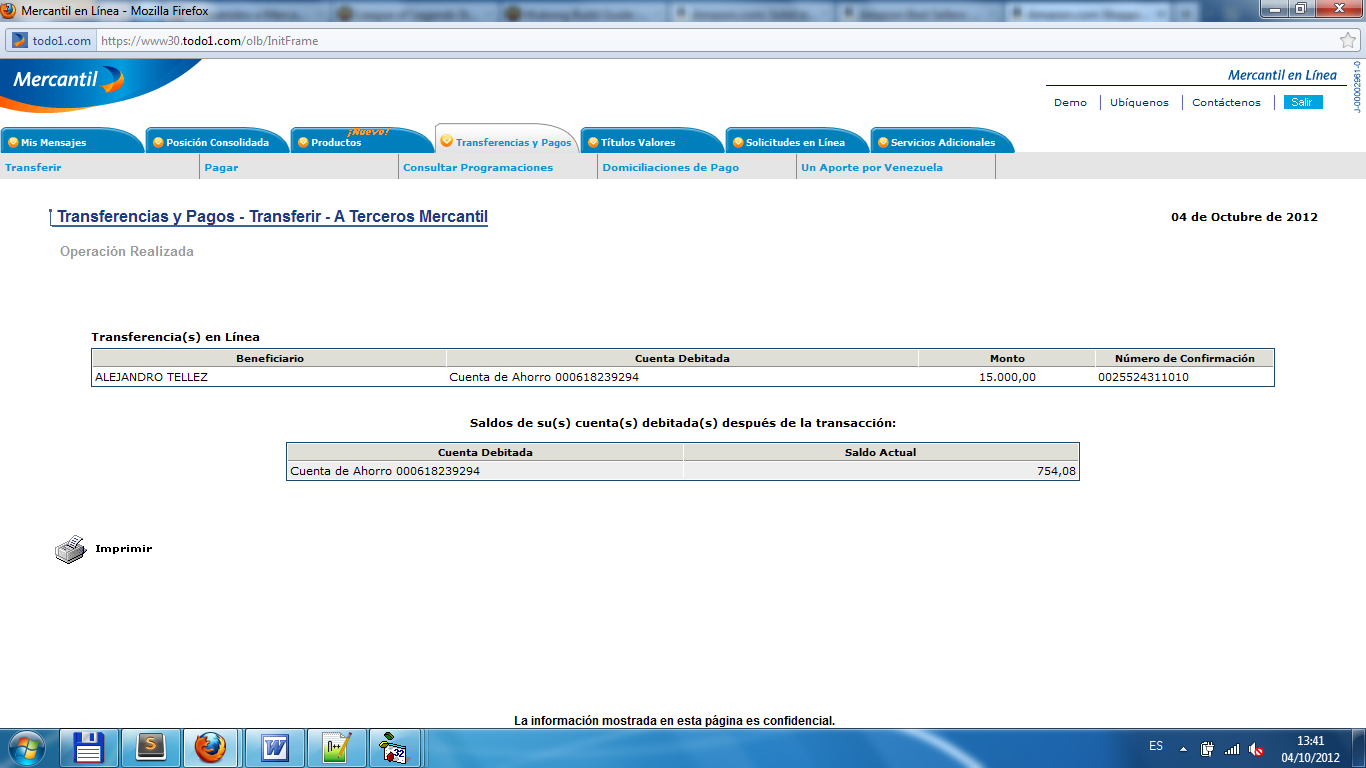 Mercantil en Línea - Mozilla Firefox
todo1.com https://www30.todo1.com/olb/InitFrame
Mercantil
Mercantil en Línea
J-00002961-0
Demo Ubíquenos Contáctenos Salir
¡Nuevo!
Mis Mensajes Posición Consolidada Productos Transferencias y Pagos Títulos Valores Solicitudes en Línea Servicios Adicionales
Transferir Pagar Consultar Programaciones Domiciliaciones de Pago Un Aporte por Venezuela
Transferencias y Pagos - Transferir - A Terceros Mercantil
04 de Octubre de 2012
Operación Realizada
Transferencia(s) en Línea
Beneficiario Cuenta Debitada Monto Número de Confirmación
ALEJANDRO TELLEZ Cuenta de Ahorro 000618239294 15.000,00 0025524311010
Saldos de su(s) cuenta(s) debitada(s) después de la transacción:
Cuenta Debitada Saldo Actual
Cuenta de Ahorro 000618239294 754,08
Imprimir
La información mostrada en esta página es confidencial.
ES
13:41
04/10/2012